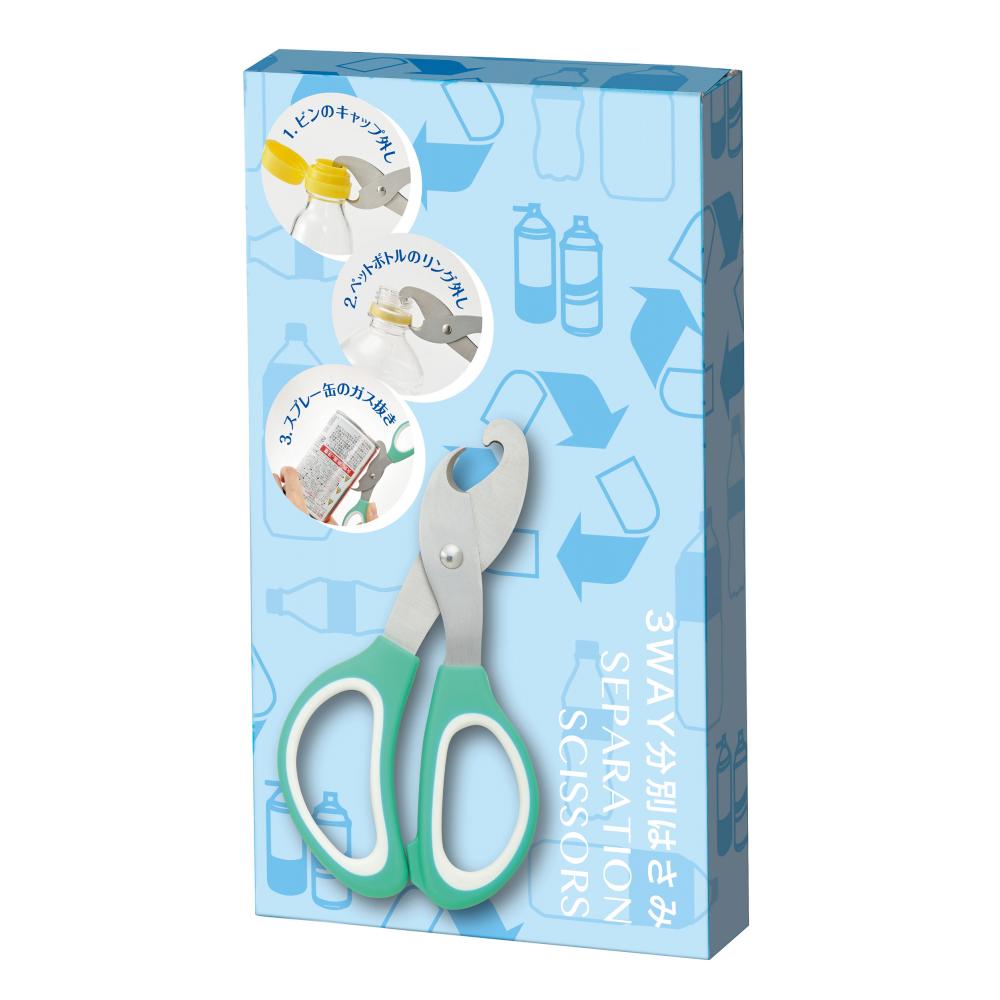 1.ビンのキャップ外し
2.ペットボトルのリング外し
3.スプレー缶のガス抜き
3WAY分別はさみ
SEPARATION
SCISSORS